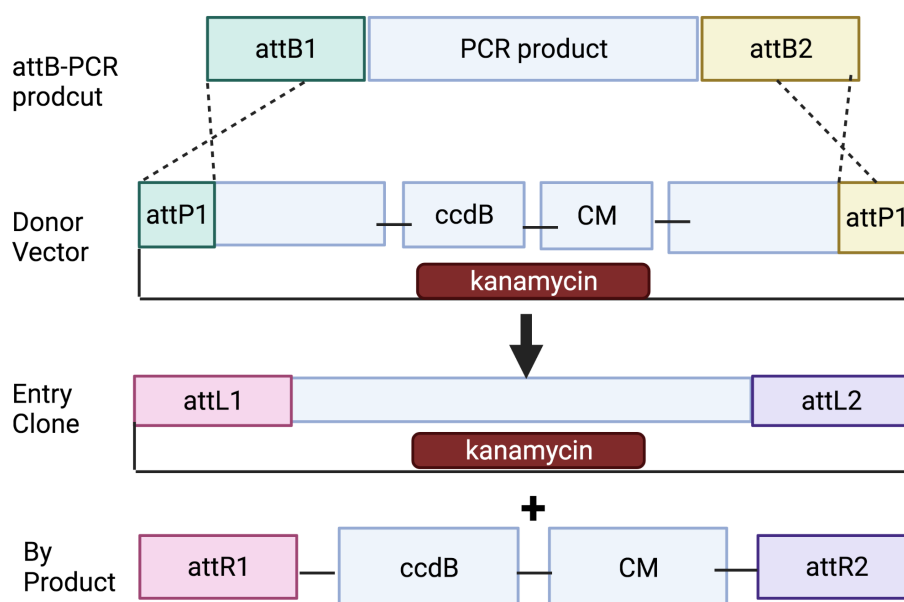 attB1
PCR product
attB2
attB-PCR
prodcut
attP1
ccdB
CM
attP1
Donor
Vector
kanamycin
Entry
Clone
attL1
attL2
kanamycin
+
By
Product
attR1
ccdB
CM
attR2